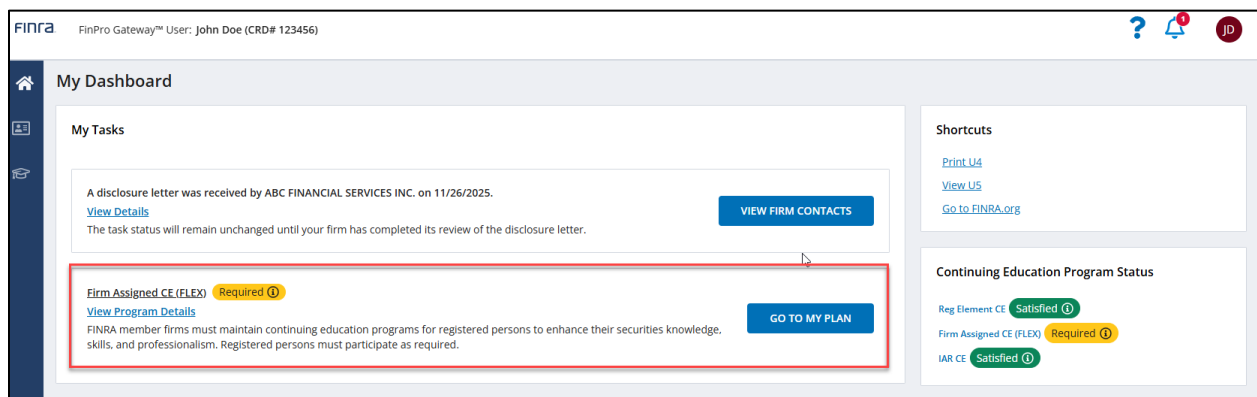 FINra
FinPro Gateway™ User: John Doe (CRD# 123456)
?
1
JD
My Dashboard
My Tasks
A disclosure letter was received by ABC FINANCIAL SERVICES INC. on 11/26/2025.
View Details
The task status will remain unchanged until your firm has completed its review of the disclosure letter.
VIEW FIRM CONTACTS
Firm Assigned CE (FLEX) Required
View Program Details
FINRA member firms must maintain continuing education programs for registered persons to enhance their securities knowledge,
skills, and professionalism. Registered persons must participate as required.
GO TO MY PLAN
Shortcuts
Print U4
View U5
Go to FINRA.org
Continuing Education Program Status
Reg Element CE Satisfied
Firm Assigned CE (FLEX) Required
IAR CE Satisfied